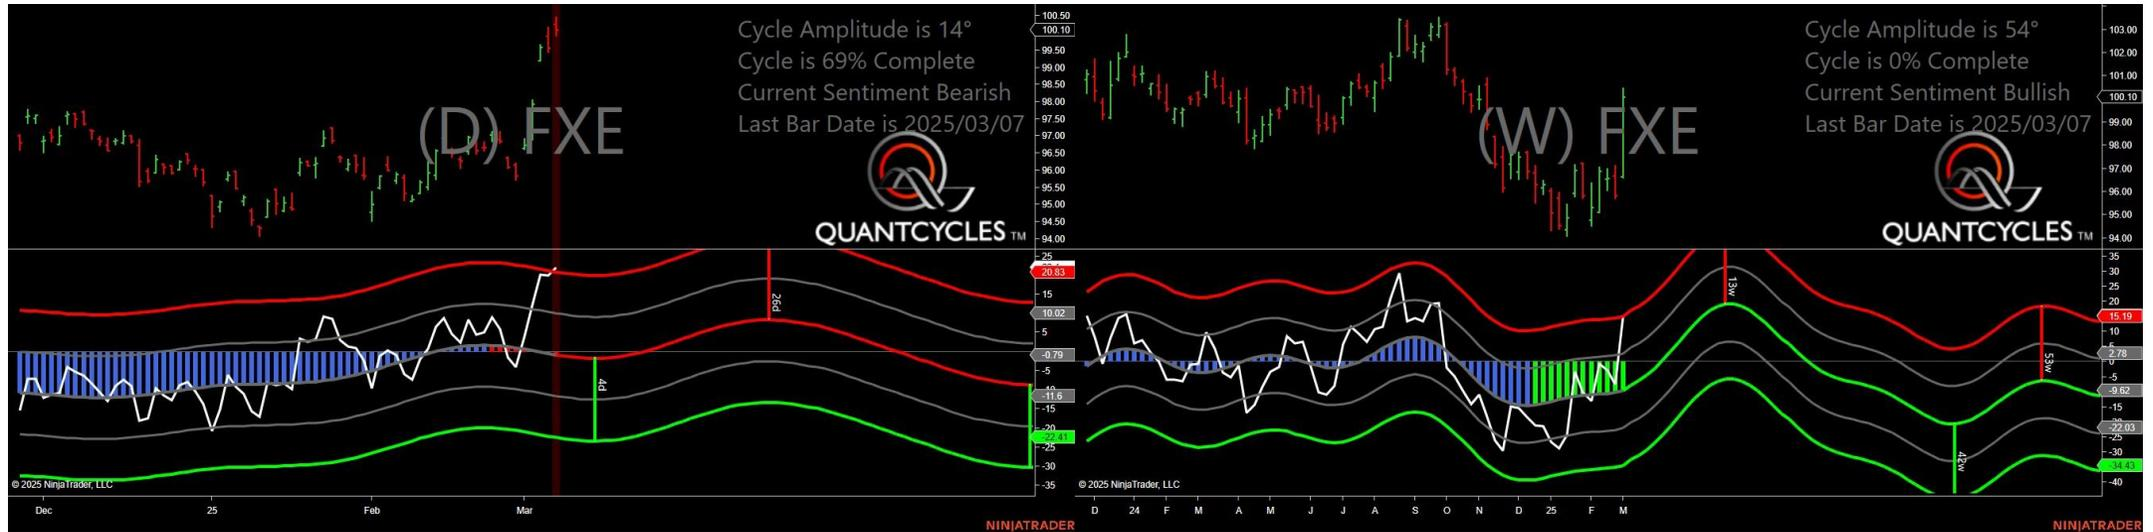 Cycle Amplitude is 14°
Cycle is 69% Complete
Current Sentiment Bearish
Last Bar Date is 2025/03/07
(D) FXE
QUANTCYCLES TM
100.50
100.10
99.50
99.00
98.50
98.00
97.50
97.00
96.50
96.00
95.50
95.00
94.50
94.00
25
20.83
15
10.02
5
-0.79
-5
-11.6
-15
-20
-22.41
-25
-30
-35
26d
4d
© 2025 NinjaTrader, LLC
Dec
25
Feb
Mar
NINJATRADER
Cycle Amplitude is 54°
Cycle is 0% Complete
Current Sentiment Bullish
Last Bar Date is 2025/03/07
(W) FXE
QUANTCYCLES TM
103.00
102.00
101.00
100.10
99.00
98.00
97.00
96.00
95.00
94.00
35
30
25
20
15.19
10
5
2.78
-5
-9.62
-15
-22.03
-25
-30
-34.43
-40
13w
53w
42w
© 2025 NinjaTrader, LLC
D
24
F
M
A
M
J
J
A
S
O
N
D
25
F
M
NINJATRADER